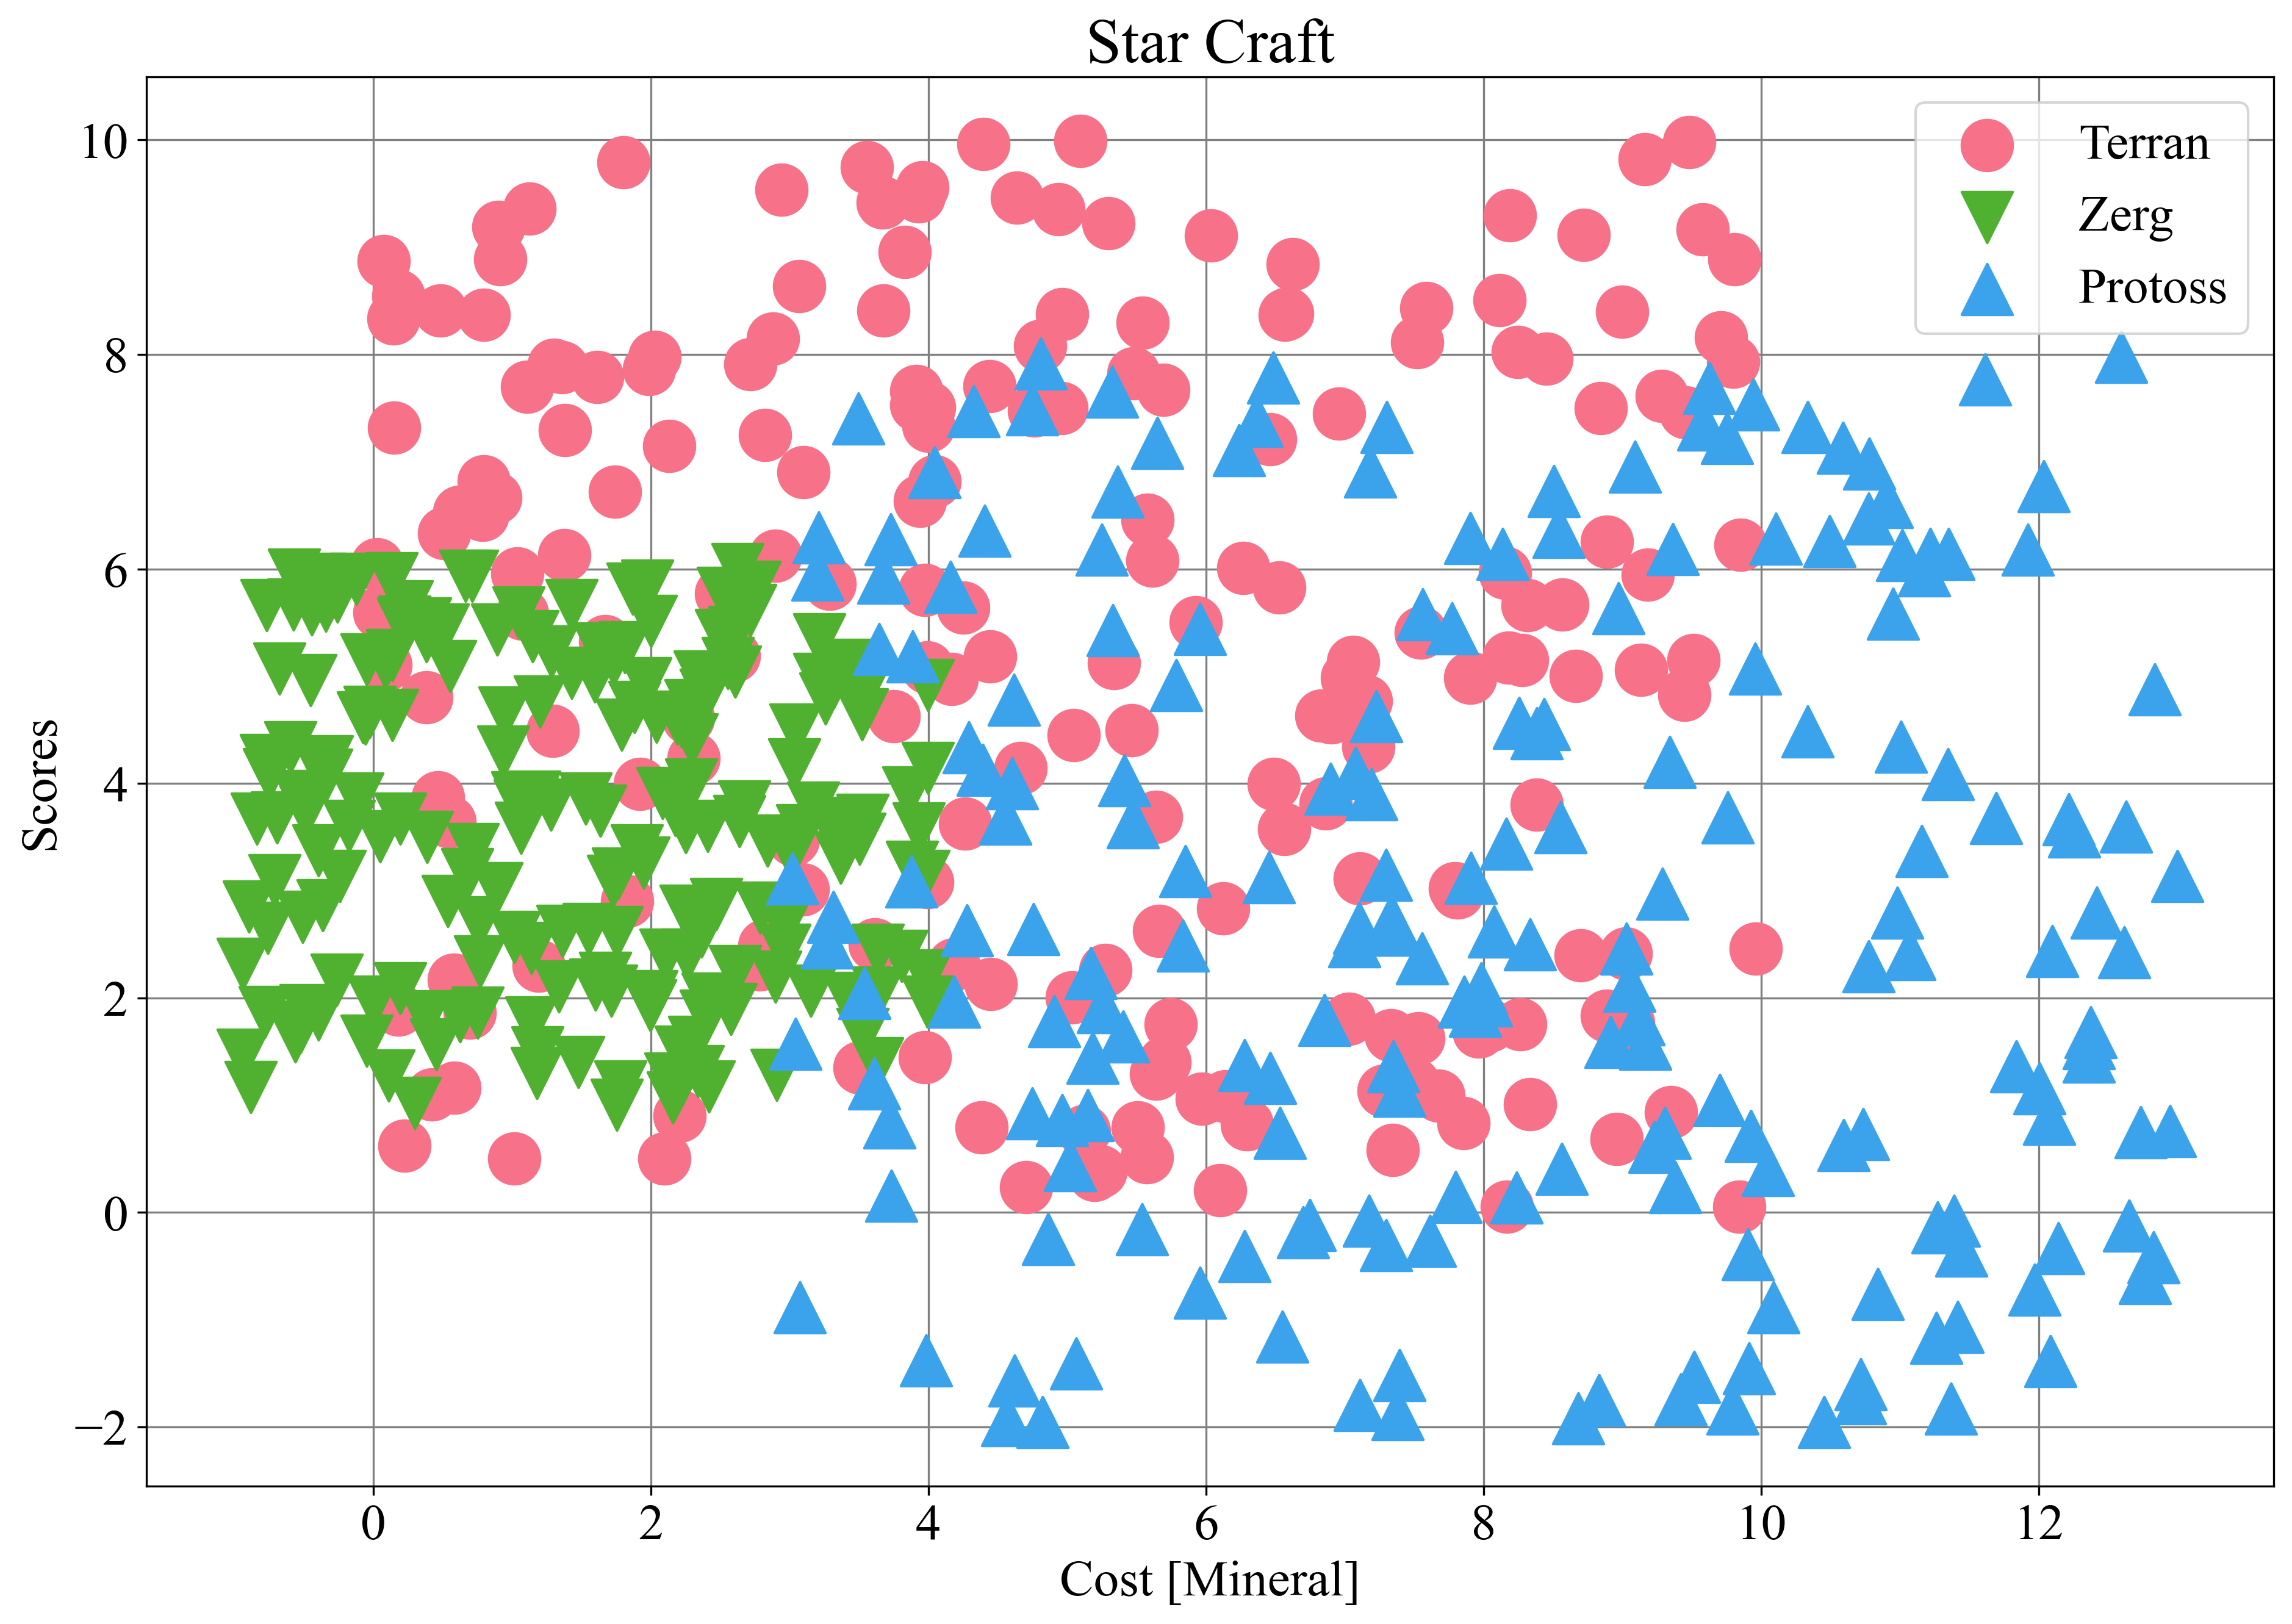 Star Craft
10
8
6
4
2
0
−2
Scores
Terran
Zerg
Protoss
0 2 4 6 8 10 12
Cost [Mineral]